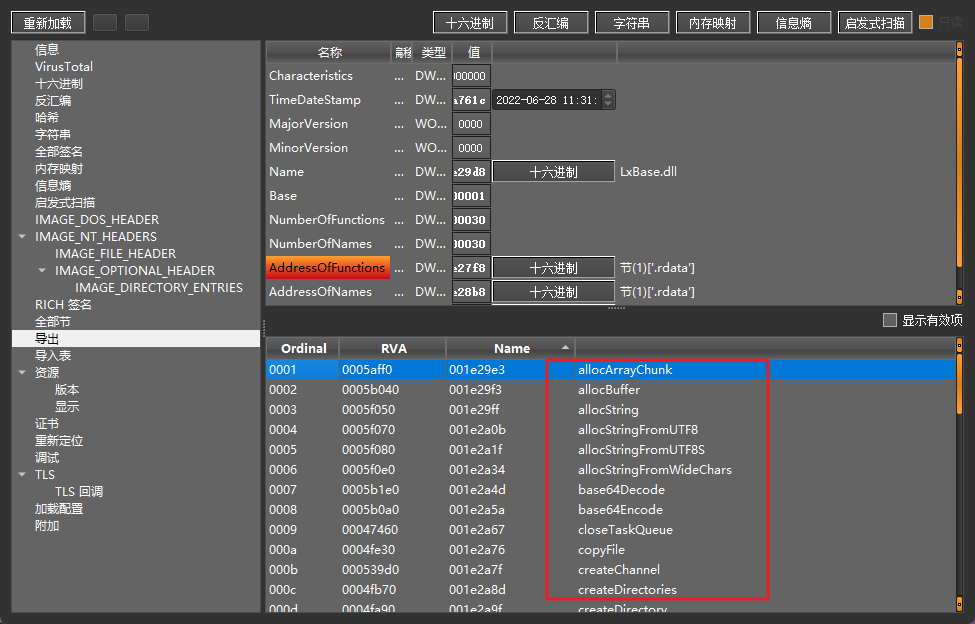 重新加载
十六进制 反汇编 字符串 内存映射 信息熵 启发式扫描 只读
信息
VirusTotal
十六进制
反汇编
哈希
字符串
全部签名
内存映射
信息熵
启发式扫描
IMAGE_DOS_HEADER
IMAGE_NT_HEADERS
IMAGE_FILE_HEADER
IMAGE_OPTIONAL_HEADER
IMAGE_DIRECTORY_ENTRIES
RICH 签名
全部节
导出
导入表
资源
版本
显示
证书
重新定位
调试
TLS
TLS 回调
加载配置
附加
名称 类型 值
Characteristics ... DW... 00000
TimeDateStamp ... DW... a761c 2022-06-28 11:31:
MajorVersion ... WO... 0000
MinorVersion ... WO... 0000
Name ... DW... e29d8 十六进制 LxBase.dll
Base ... DW... 00001
NumberOfFunctions ... DW... 00030
NumberOfNames ... DW... 00030
AddressOfFunctions ... DW... e27f8 十六进制 节(1)['.rdata']
AddressOfNames ... DW... e28b8 十六进制 节(1)['.rdata']
显示有效项
Ordinal RVA Name
0001 0005aff0 001e29e3 allocArrayChunk
0002 0005b040 001e29f3 allocBuffer
0003 0005f050 001e29ff allocString
0004 0005f070 001e2a0b allocStringFromUTF8
0005 0005f080 001e2a1f allocStringFromUTF8S
0006 0005f0e0 001e2a34 allocStringFromWideChars
0007 0005b1e0 001e2a4d base64Decode
0008 0005b0a0 001e2a5a base64Encode
0009 00047460 001e2a67 closeTaskQueue
000a 0004fe30 001e2a76 copyFile
000b 000539d0 001e2a7f createChannel
000c 0004fb70 001e2a8d createDirectories
000d 0004fa90 001e2a9f createDirectory